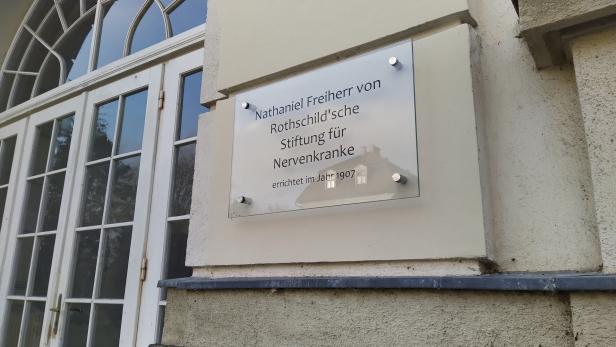 Nathaniel Freiherr von
Rothschild'sche
Stiftung für
Nervenkranke
errichtet im Jahr 1907